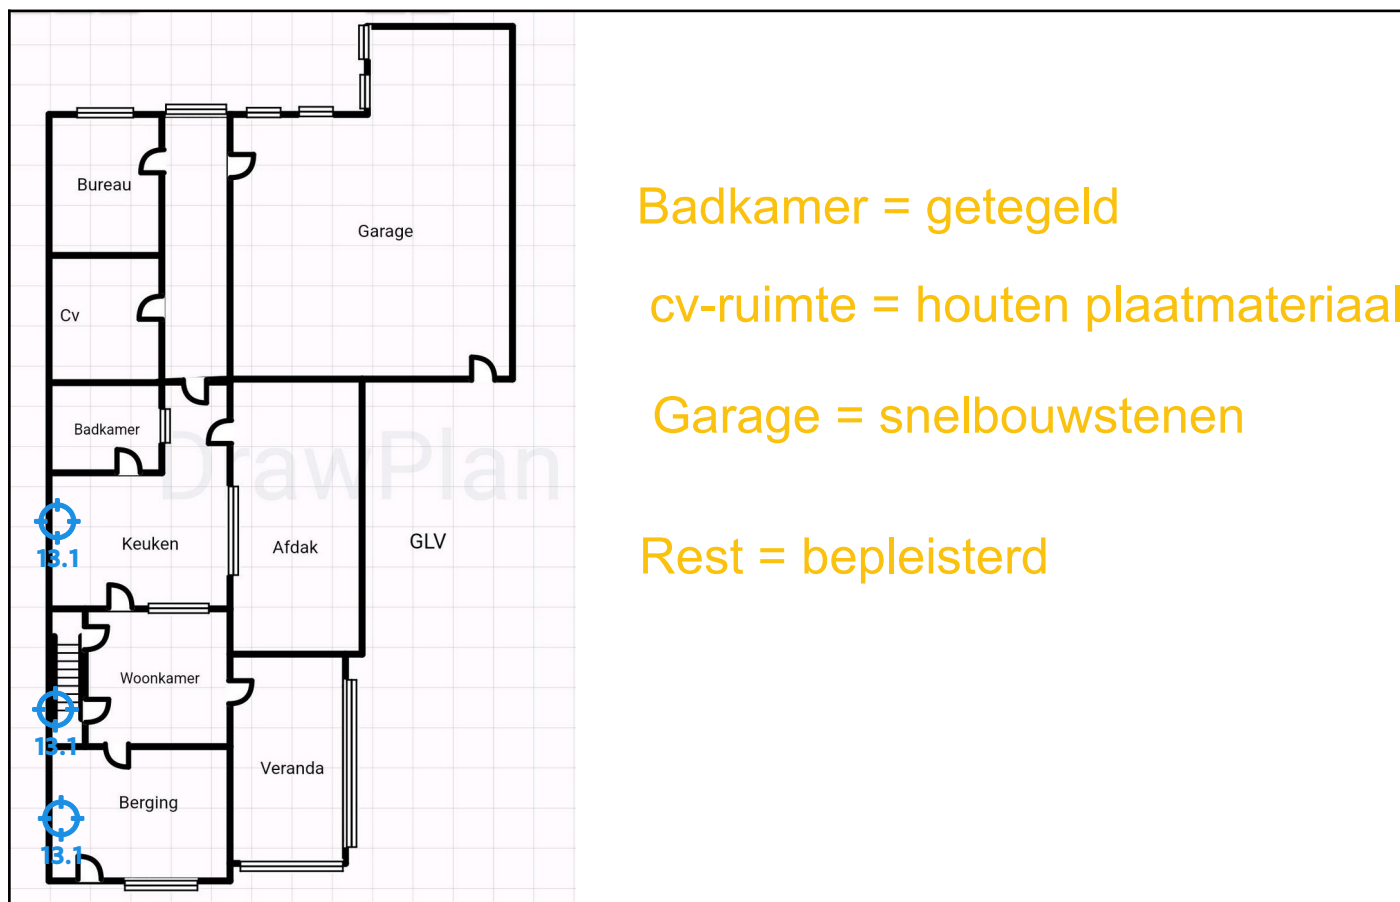 Bureau
Garage
Cv
Badkamer
DrawPlan
Keuken
Afdak
GLV
13.1
Woonkamer
13.1
Veranda
Berging
13.1
Badkamer = getegeld
cv-ruimte = houten plaatmateriaal
Garage = snelbouwstenen
Rest = bepleisterd